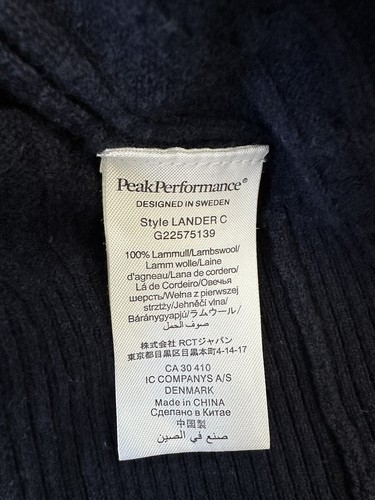 PeakPerformance®
DESIGNED IN SWEDEN
Style LANDER C
G22575139
100% Lammull/Lambswool/
Lamm wolle/Laine
d'agneau/Lana de cordero/
Lá de Cordeiro/Овечья
шерсть/Wełna z pierwszej
strztży/Jehněčí vlna/
Báránygyapjú/ラムウール/
صوف الحمل
株式会社 RCTジャパン
東京都目黒区目黒本町4-14-17
CA 30 410
IC COMPANYS A/S
DENMARK
Made in CHINA
Сделано в Китае
中国製
صنع في الصين